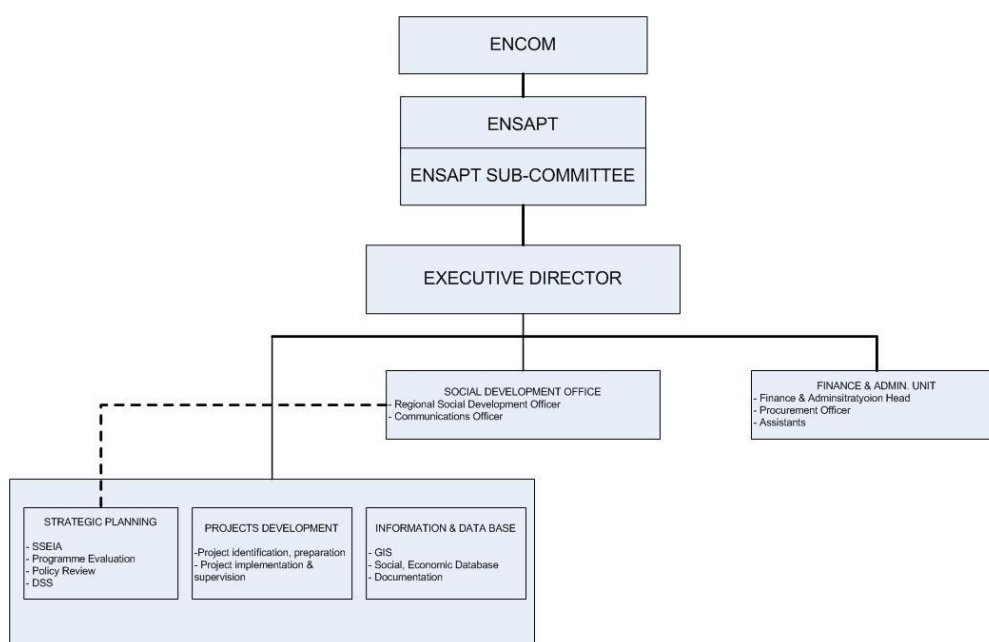 ENCOM
ENSAPT
ENSAPT SUB-COMMITTEE
EXECUTIVE DIRECTOR
SOCIAL DEVELOPMENT OFFICE
- Regional Social Development Officer
- Communications Officer
FINANCE & ADMIN. UNIT
- Finance & Adminsitratyoion Head
- Procurement Officer
- Assistants
STRATEGIC PLANNING
- SSEIA
- Programme Evaluation
- Policy Review
- DSS
PROJECTS DEVELOPMENT
-Project identification, preparation
- Project implementation &
supervision
INFORMATION & DATA BASE
- GIS
- Social, Economic Database
- Documentation